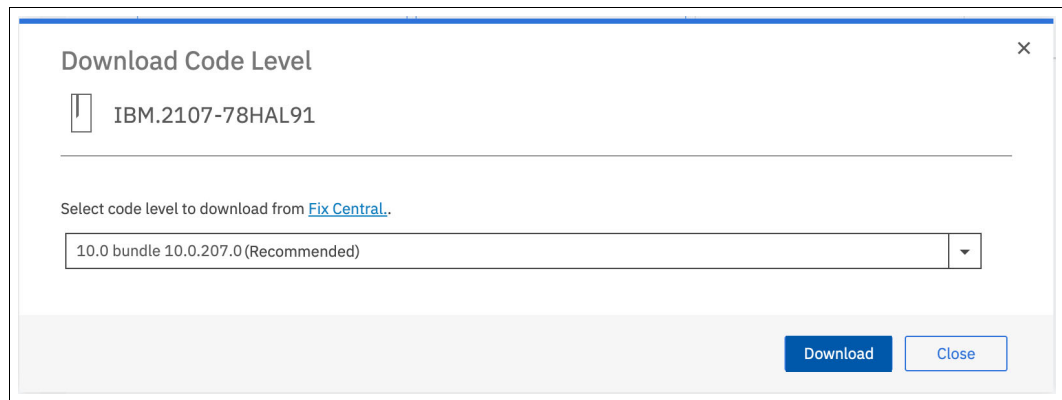 Download Code Level
IBM.2107-78HAL91
Select code level to download from Fix Central..
10.0 bundle 10.0.207.0 (Recommended)
Download Close